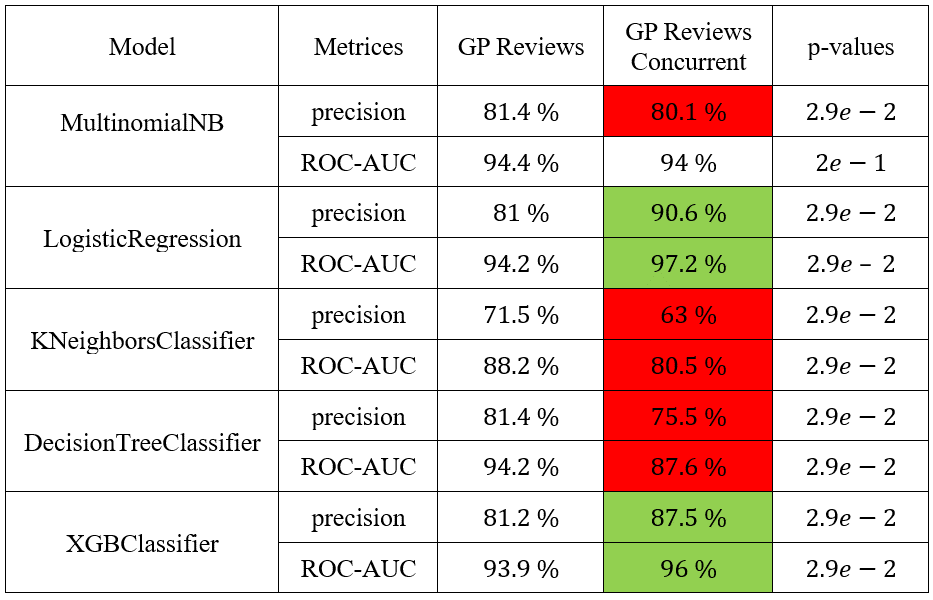 Model Metrices GP Reviews GP Reviews Concurrent p-values
MultinomialNB precision 81.4 % 80.1 % 2.9e − 2
ROC-AUC 94.4 % 94 % 2e − 1
LogisticRegression precision 81 % 90.6 % 2.9e − 2
ROC-AUC 94.2 % 97.2 % 2.9e – 2
KNeighborsClassifier precision 71.5 % 63 % 2.9e − 2
ROC-AUC 88.2 % 80.5 % 2.9e − 2
DecisionTreeClassifier precision 81.4 % 75.5 % 2.9e − 2
ROC-AUC 94.2 % 87.6 % 2.9e − 2
XGBClassifier precision 81.2 % 87.5 % 2.9e − 2
ROC-AUC 93.9 % 96 % 2.9e − 2